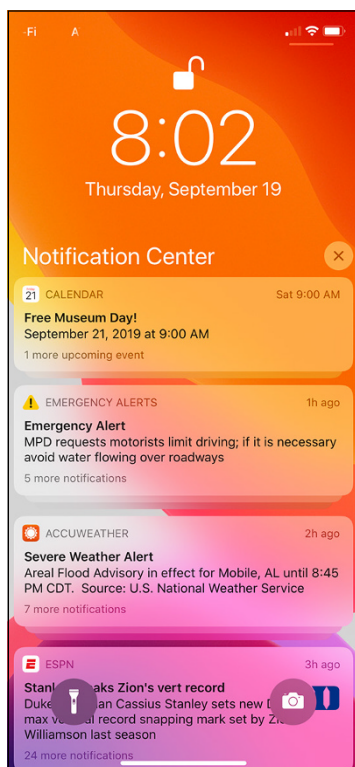 -Fi A
8:02
Thursday, September 19
Notification Center
21 CALENDAR Sat 9:00 AM
Free Museum Day!
September 21, 2019 at 9:00 AM
1 more upcoming event
EMERGENCY ALERTS 1h ago
Emergency Alert
MPD requests motorists limit driving; if it is necessary
avoid water flowing over roadways
5 more notifications
ACCUWEATHER 2h ago
Severe Weather Alert
Areal Flood Advisory in effect for Mobile, AL until 8:45
PM CDT. Source: U.S. National Weather Service
7 more notifications
ESPN 3h ago
aks Zion's vert record
Duke an Cassius Stanley sets new
max record snapping mark set by
Williamson last season
24 more notifications